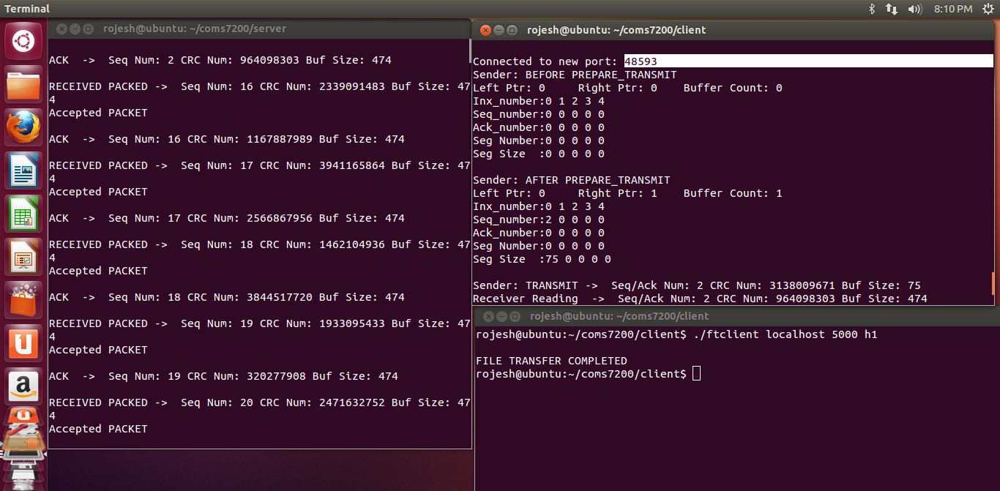 Terminal
8:10 PM
rojesh@ubuntu: ~/coms7200/server
ACK  ->  Seq Num: 2 CRC Num: 964098303 Buf Size: 474
RECEIVED PACKED ->  Seq Num: 16 CRC Num: 2339091483 Buf Size: 47
4
Accepted PACKET
ACK  ->  Seq Num: 16 CRC Num: 1167887989 Buf Size: 474
RECEIVED PACKED ->  Seq Num: 17 CRC Num: 3941165864 Buf Size: 47
4
Accepted PACKET
ACK  ->  Seq Num: 17 CRC Num: 2566867956 Buf Size: 474
RECEIVED PACKED ->  Seq Num: 18 CRC Num: 1462104936 Buf Size: 47
4
Accepted PACKET
ACK  ->  Seq Num: 18 CRC Num: 3844517720 Buf Size: 474
RECEIVED PACKED ->  Seq Num: 19 CRC Num: 1933095433 Buf Size: 47
4
Accepted PACKET
ACK  ->  Seq Num: 19 CRC Num: 320277908 Buf Size: 474
RECEIVED PACKED ->  Seq Num: 20 CRC Num: 2471632752 Buf Size: 47
4
Accepted PACKET
rojesh@ubuntu: ~/coms7200/client
Connected to new port: 48593
Sender: BEFORE PREPARE_TRANSMIT
Left Ptr: 0     Right Ptr: 0    Buffer Count: 0
Inx_number:0 1 2 3 4
Seq_number:0 0 0 0 0
Ack_number:0 0 0 0 0
Seg Number:0 0 0 0 0
Seg Size  :0 0 0 0 0
Sender: AFTER PREPARE_TRANSMIT
Left Ptr: 0     Right Ptr: 1    Buffer Count: 1
Inx_number:0 1 2 3 4
Seq_number:2 0 0 0 0
Ack_number:0 0 0 0 0
Seg Number:0 0 0 0 0
Seg Size  :75 0 0 0 0
Sender: TRANSMIT ->  Seq/Ack Num: 2 CRC Num: 3138009671 Buf Size: 75
Receiver Reading  ->  Seq/Ack Num: 2 CRC Num: 964098303 Buf Size: 474
rojesh@ubuntu: ~/coms7200/client
rojesh@ubuntu:~/coms7200/client$ ./ftclient localhost 5000 h1
FILE TRANSFER COMPLETED
rojesh@ubuntu:~/coms7200/client$